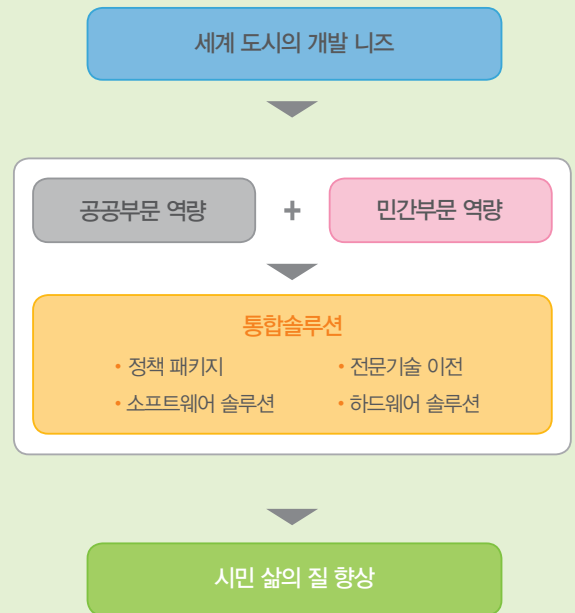 세계 도시의 개발 니즈
공공부문 역량 + 민간부문 역량
통합솔루션
• 정책 패키지 • 전문기술 이전
• 소프트웨어 솔루션 • 하드웨어 솔루션
시민 삶의 질 향상